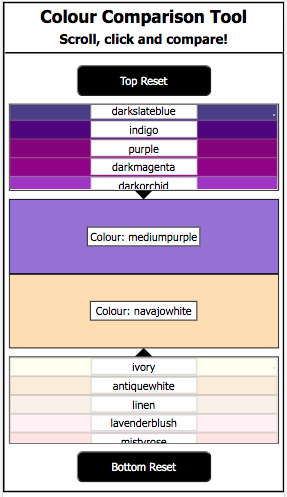 Colour Comparison Tool
Scroll, click and compare!
Top Reset
darkslateblue
indigo
purple
darkmagenta
darkorchid
Colour: mediumpurple
Colour: navajowhite
ivory
antiquewhite
linen
lavenderblush
mistyrose
Bottom Reset